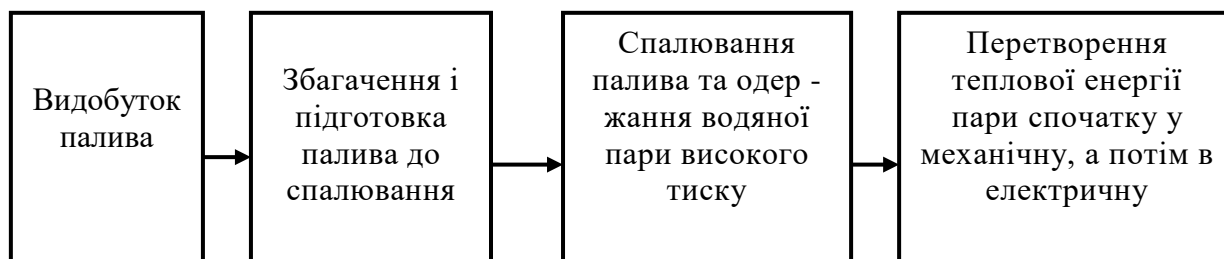 Видобуток
палива
Збагачення і
підготовка
палива до
спалювання
Спалювання
палива та одер -
жання водяної
пари високого
тиску
Перетворення
теплової енергії
пари спочатку у
механічну, а потім в
електричну